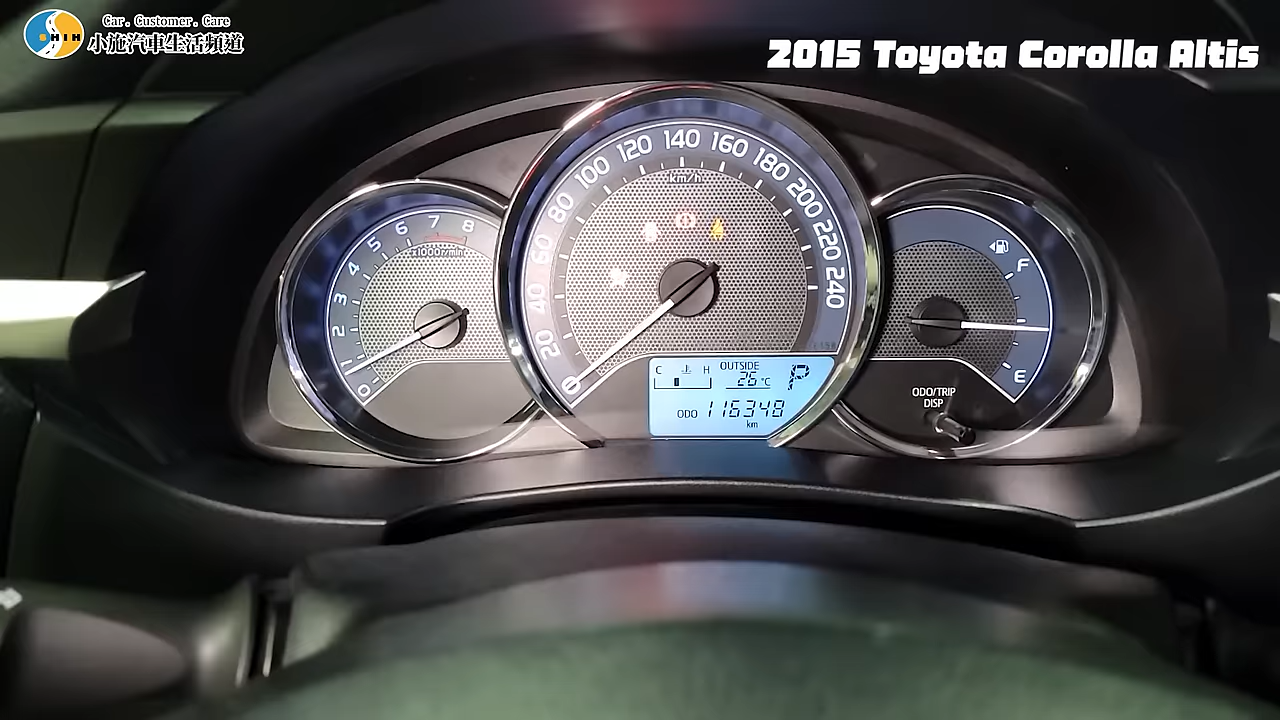 SHIH
Car. Customer. Care
小施汽車生活頻道
2015 Toyota Corolla Altis
0 1 2 3 4 5 6 7 8
x1000r/min
0 20 40 60 80 100 120 140 160 180 200 220 240
km/h
C H
OUTSIDE
26 °C
P
ODO 116348
km
F
E
ODO/TRIP
DISP